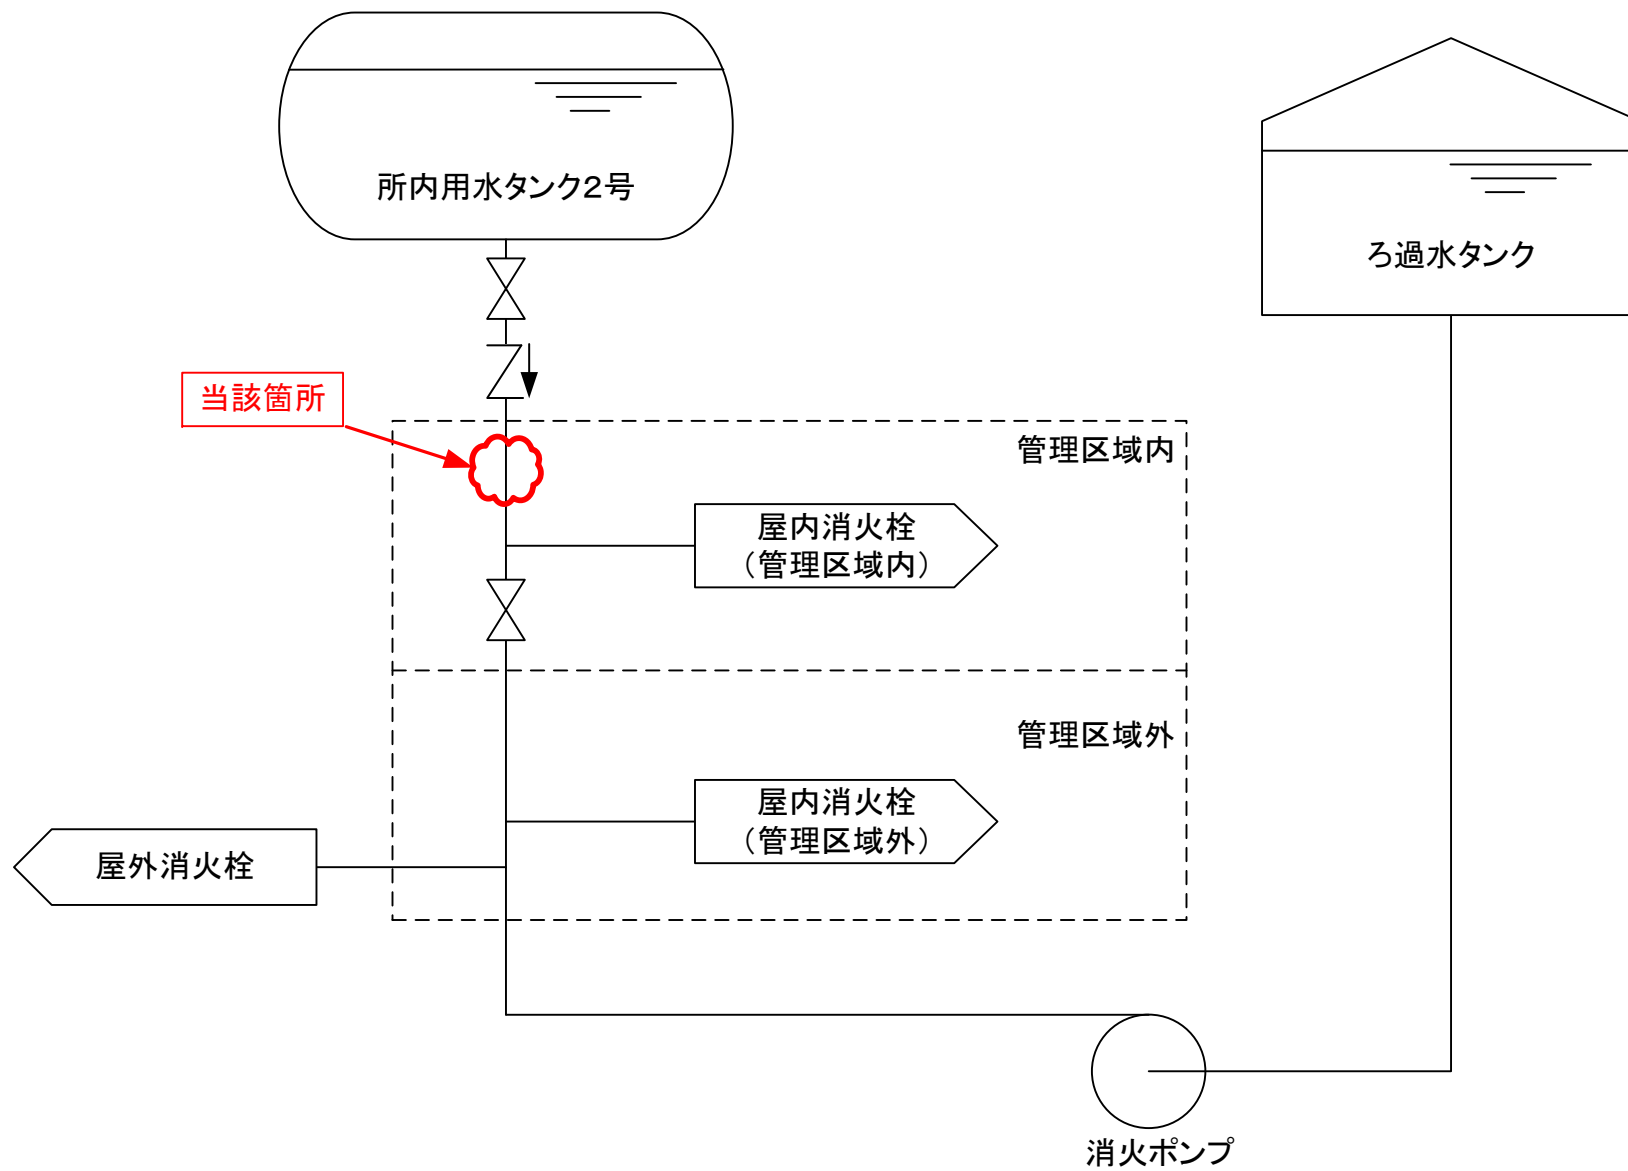 所内用水タンク2号
ろ過水タンク
当該箇所
管理区域内
屋内消火栓
（管理区域内）
管理区域外
屋内消火栓
（管理区域外）
屋外消火栓
消火ポンプ